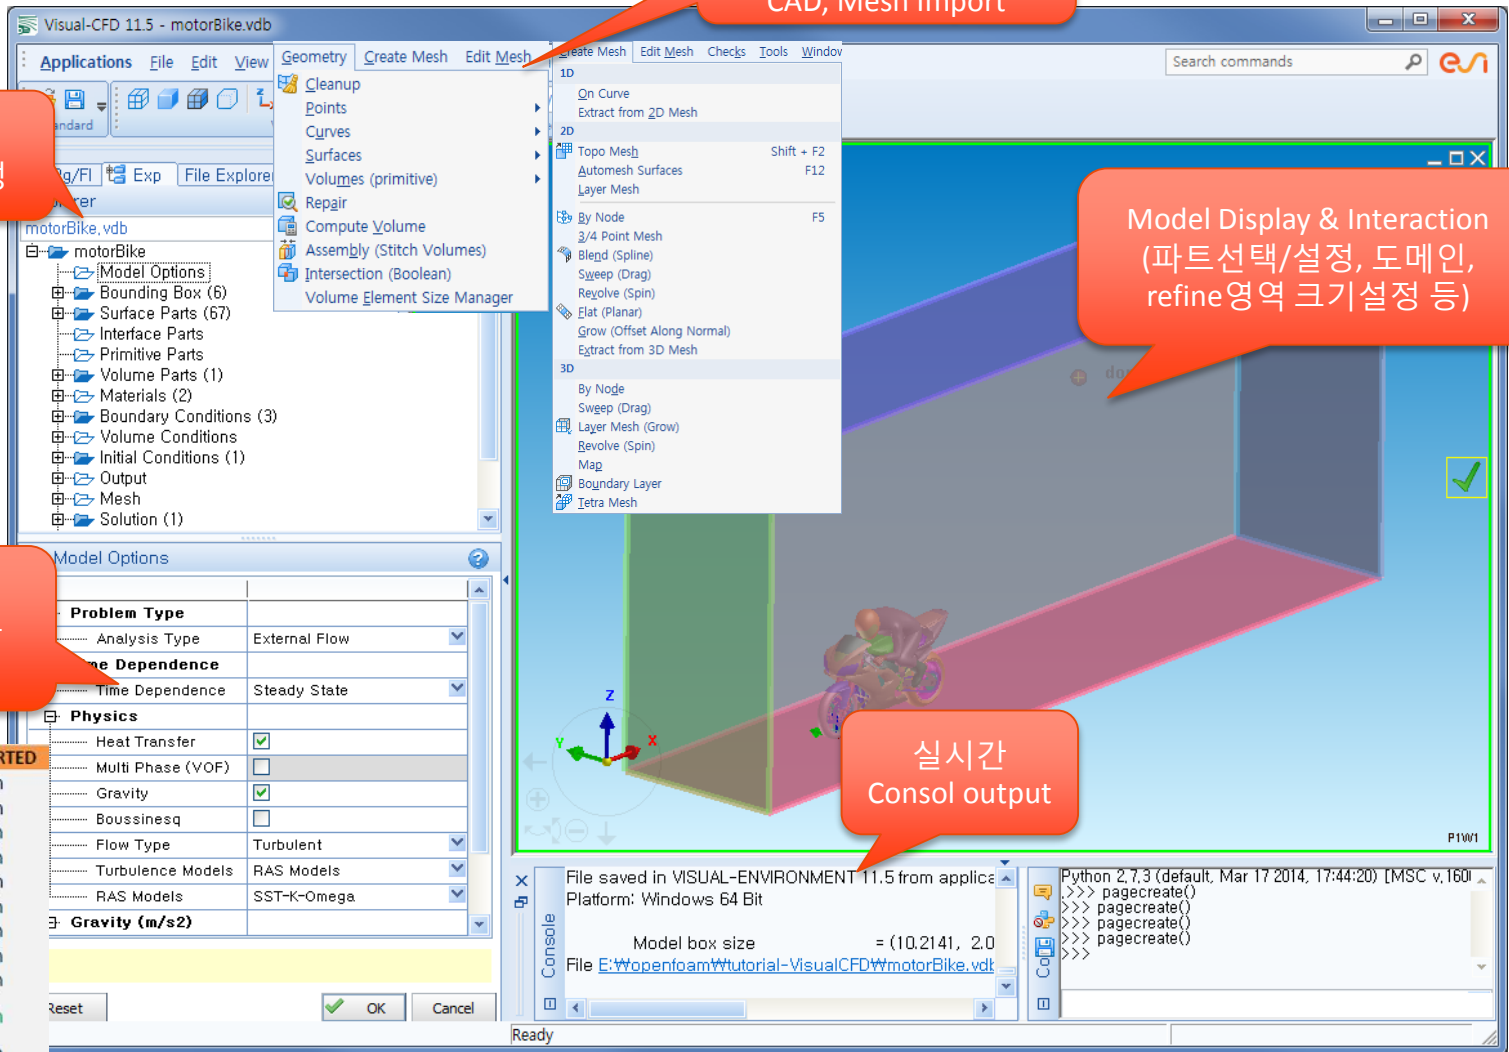 CAD, Mesh Import
Visual-CFD 11.5 - motorBike.vdb
Applications File Edit View
Search commands
esi
Geometry Create Mesh Edit Mesh
Cleanup
Points
Curves
Surfaces
Volumes (primitive)
Repair
Compute Volume
Assembly (Stitch Volumes)
Intersection (Boolean)
Volume Element Size Manager
Create Mesh Edit Mesh Checks Tools Window
1D
On Curve
Extract from 2D Mesh
2D
Topo Mesh Shift + F2
Automesh Surfaces F12
Layer Mesh
By Node F5
3/4 Point Mesh
Blend (Spline)
Sweep (Drag)
Revolve (Spin)
Flat (Planar)
Grow (Offset Along Normal)
Extract from 3D Mesh
3D
By Node
Sweep (Drag)
Layer Mesh (Grow)
Revolve (Spin)
Map
Boundary Layer
Tetra Mesh
Exp File Explorer
motorBike.vdb
motorBike
Model Options
Bounding Box (6)
Surface Parts (67)
Interface Parts
Primitive Parts
Volume Parts (1)
Materials (2)
Boundary Conditions (3)
Volume Conditions
Initial Conditions (1)
Output
Mesh
Solution (1)
Model Display & Interaction
(파트선택/설정, 도메인,
refine영역 크기설정 등)
Model Options
Problem Type
Analysis Type External Flow
Time Dependence Steady State
Physics
Heat Transfer
Multi Phase (VOF)
Gravity
Boussinesq
Flow Type Turbulent
Turbulence Models RAS Models
RAS Models SST-K-Omega
Gravity (m/s2)
Reset OK Cancel
Z
Y X
실시간
Consol output
P1W1
Console
File saved in VISUAL-ENVIRONMENT 11.5 from applica
Platform: Windows 64 Bit
Model box size = (10.2141, 2.0
File E:₩openfoam₩tutorial-VisualCFD₩motorBike.vdb
Python 2.7.3 (default, Mar 17 2014, 17:44:20) [MSC v.160
>>> pagecreate()
>>> pagecreate()
>>> pagecreate()
>>> pagecreate()
>>>
Ready